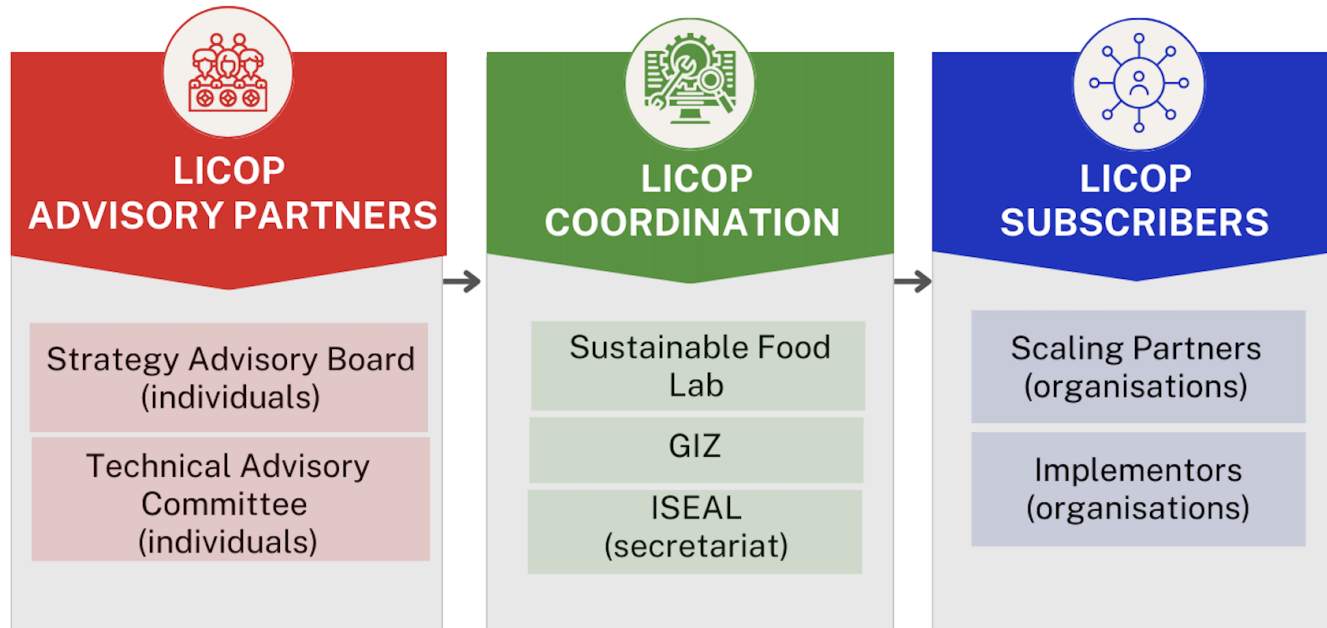 LICOP
ADVISORY PARTNERS
Strategy Advisory Board
(individuals)
Technical Advisory
Committee
(individuals)
LICOP
COORDINATION
Sustainable Food
Lab
GIZ
ISEAL
(secretariat)
LICOP
SUBSCRIBERS
Scaling Partners
(organisations)
Implementors
(organisations)